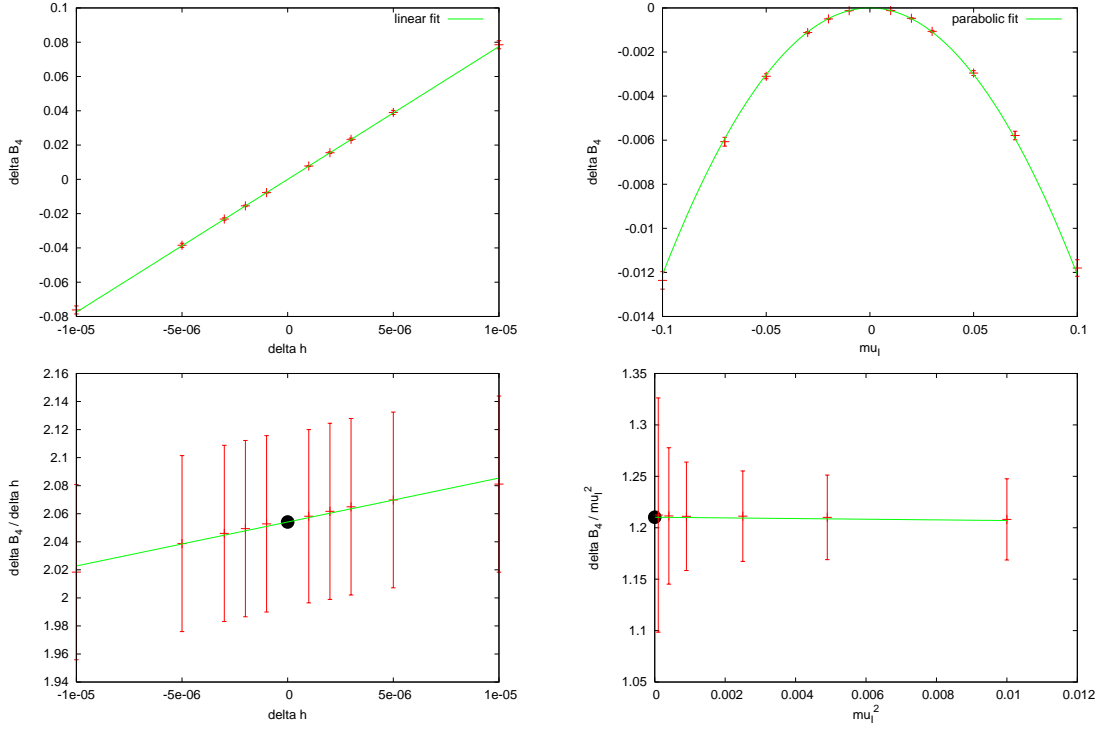 linear fit
0.1
0.08
0.06
0.04
0.02
0
-0.02
-0.04
-0.06
-0.08
delta B4
-1e-05
-5e-06
0
5e-06
1e-05
delta h
parabolic fit
0
-0.002
-0.004
-0.006
-0.008
-0.01
-0.012
-0.014
delta B4
-0.1
-0.05
0
0.05
0.1
muI
2.16
2.14
2.12
2.1
2.08
2.06
2.04
2.02
2
1.98
1.96
1.94
delta B4 / delta h
-1e-05
-5e-06
0
5e-06
1e-05
delta h
1.35
1.3
1.25
1.2
1.15
1.1
1.05
delta B4 / muI^2
0
0.002
0.004
0.006
0.008
0.01
0.012
muI^2